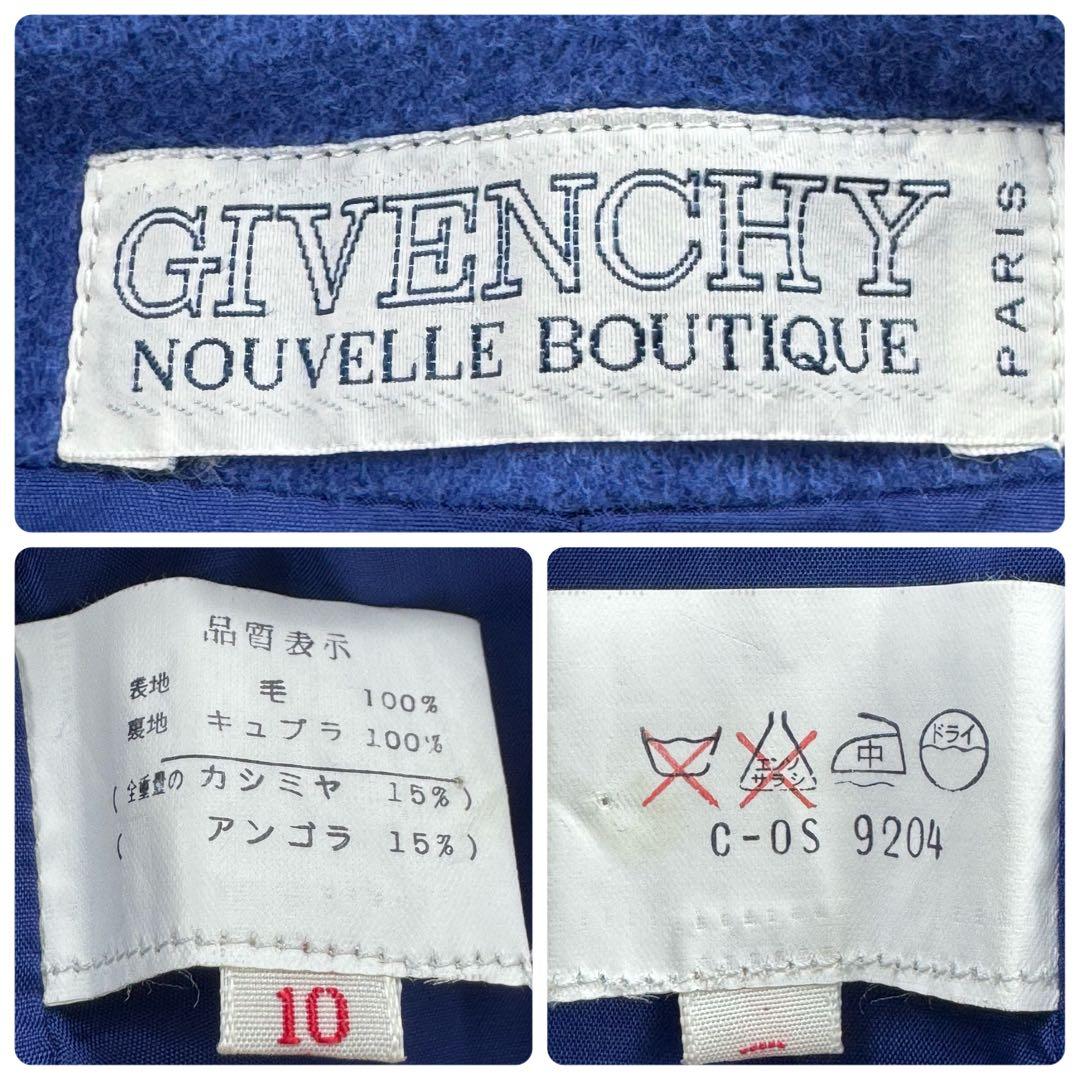 GIVENCHY
NOUVELLE BOUTIQUE
PARIS
品質表示
表地 毛 100%
裏地 キュプラ 100%
(全重量の カシミヤ 15%)
( アンゴラ 15%)
10
エンソ
サラシ
中
ドライ
C-OS 9204